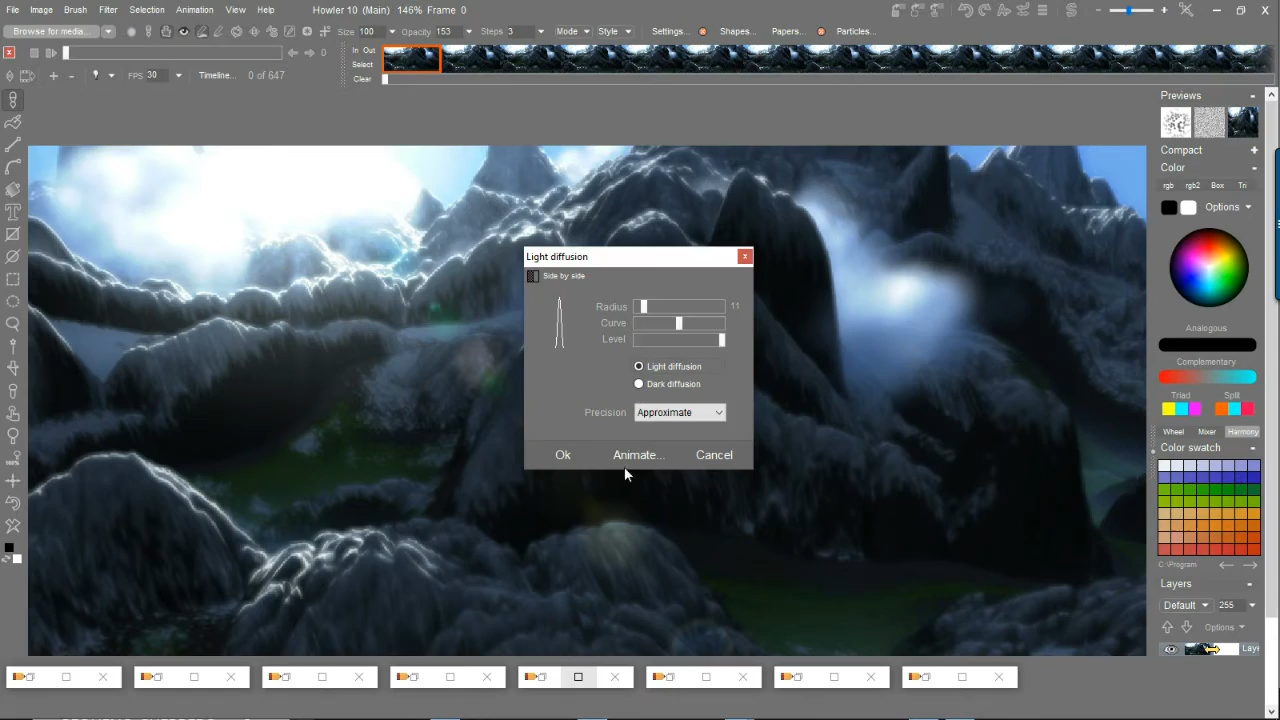 File Image Brush Filter Selection Animation View Help Howler 10 (Main) 146% Frame 0
Browse for media... Size 100 Opacity 153 Steps 3 Mode Style Settings... Shapes... Papers... Particles...
In Out
0
Select
FPS 30 Timeline... 0 of 647
Clear
Previews
Compact
Color
rgb rgb2 Box Tri
Options
Analogous
Complementary
Triad Split
Wheel Mixer Harmony
Color swatch
C:\Program
Layers
Default 255
Options
Laye
Light diffusion
Side by side
Radius 11
Curve
Level
Light diffusion
Dark diffusion
Precision Approximate
Ok Animate... Cancel